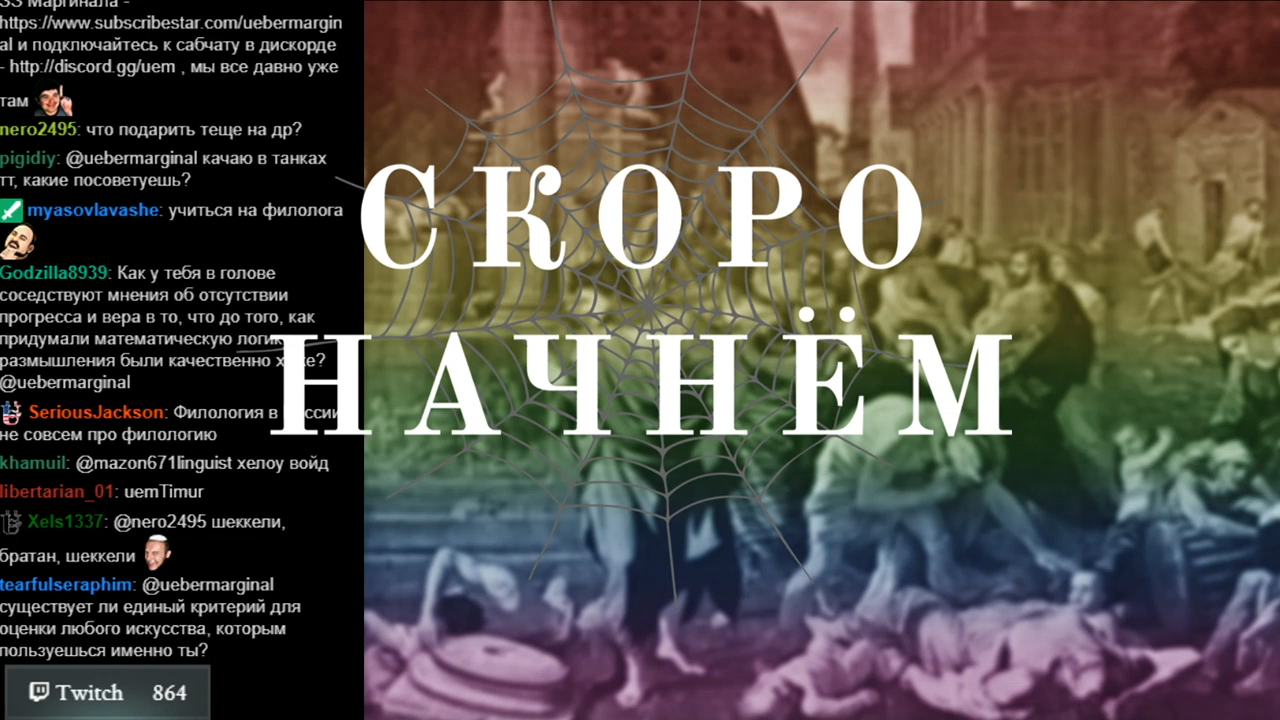 SS Маргинала -
https://www.subscribestar.com/uebermargin
al и подключайтесь к сабчату в дискорде
- http://discord.gg/uem , мы все давно уже
там
nero2495: что подарить теще на др?
pigidiy: @uebermarginal качаю в танках
тт, какие посоветуешь?
myasovlavashe: учиться на филолога
Godzilla8939: Как у тебя в голове
соседствуют мнения об отсутствии
прогресса и вера в то, что до того, как
придумали математическую
размышления были качественно
@uebermarginal
SeriousJackson: Филология в
не совсем про филологию
khamuil: @mazon671linguist хелоу войд
libertarian_01: uemTimur
Xels1337: @nero2495 шеккели,
братан, шеккели
tearfulseraphim: @uebermarginal
существует ли единый критерий для
оценки любого искусства, которым
пользуешься именно ты?
Twitch 864
СКОРО
НАЧНЁМ